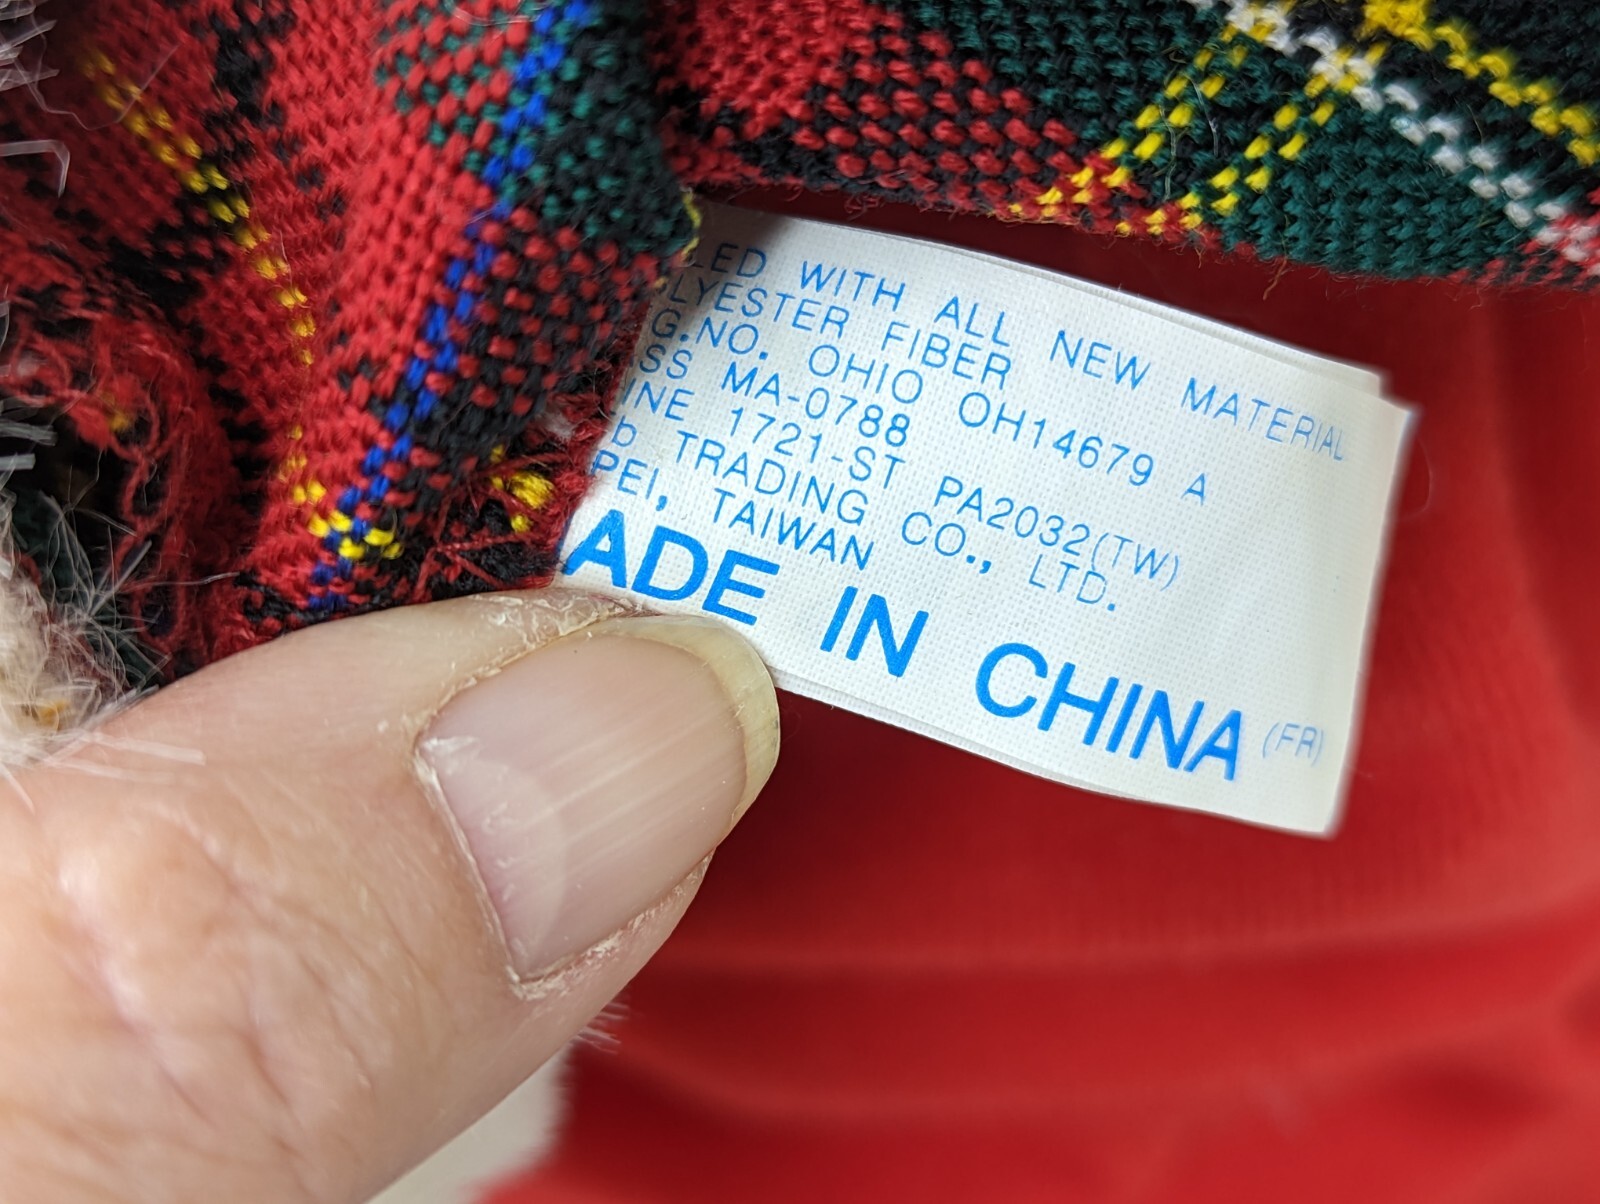 LED WITH ALL NEW MATERIAL
LYESTER FIBER
G.NO. OHIO OH14679 A
SS MA-0788
INE 1721-ST PA2032(TW)
b TRADING CO., LTD.
PEI, TAIWAN
ADE IN CHINA (FR)